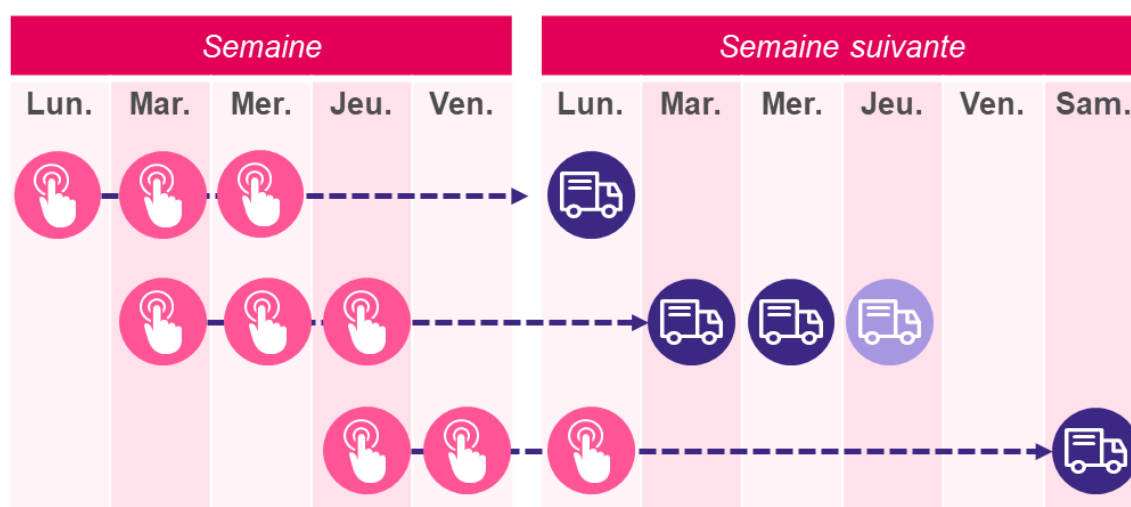 Semaine
Semaine suivante
Lun. Mar. Mer. Jeu. Ven. Lun. Mar. Mer. Jeu. Ven. Sam.